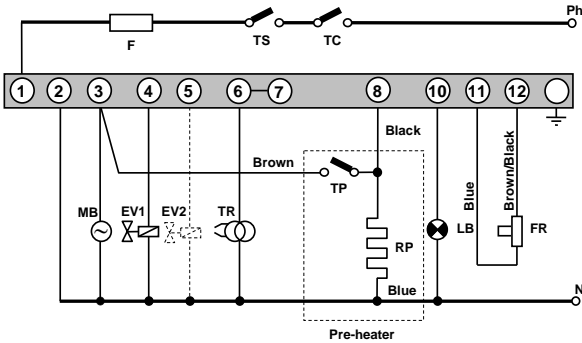 Ph
F
TS
TC
1 2 3 4 5 6 7 8 10 11 12
Black
Brown
TP
Blue
Brown/Black
MB
EV1
EV2
TR
RP
LB
FR
Blue
N
Pre-heater